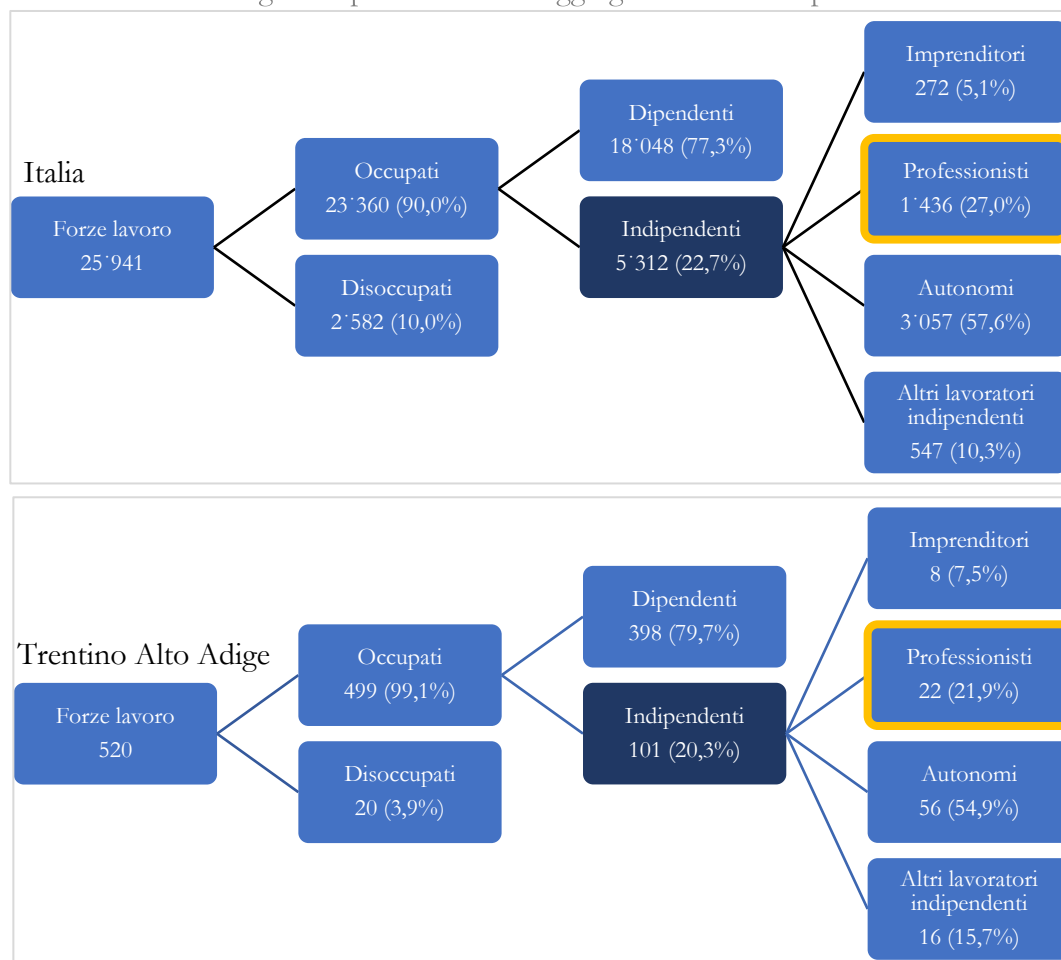 Italia
Forze lavoro
25˙941
Occupati
23˙360 (90,0%)
Disoccupati
2˙582 (10,0%)
Dipendenti
18˙048 (77,3%)
Indipendenti
5˙312 (22,7%)
Imprenditori
272 (5,1%)
Professionisti
1˙436 (27,0%)
Autonomi
3˙057 (57,6%)
Altri lavoratori
indipendenti
547 (10,3%)
Trentino Alto Adige
Forze lavoro
520
Occupati
499 (99,1%)
Disoccupati
20 (3,9%)
Dipendenti
398 (79,7%)
Indipendenti
101 (20,3%)
Imprenditori
8 (7,5%)
Professionisti
22 (21,9%)
Autonomi
56 (54,9%)
Altri lavoratori
indipendenti
16 (15,7%)